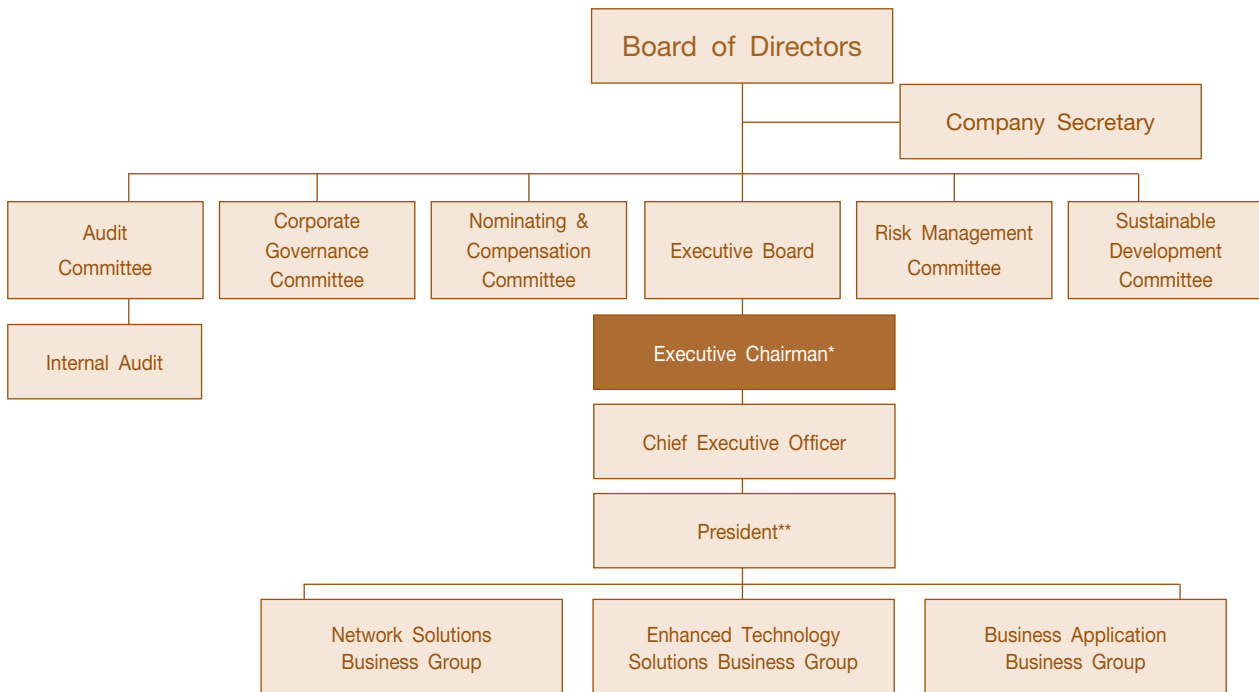 Board of Directors
Company Secretary
Audit
Committee
Corporate
Governance
Committee
Nominating &
Compensation
Committee
Executive Board
Risk Management
Committee
Sustainable
Development
Committee
Internal Audit
Executive Chairman*
Chief Executive Officer
President**
Network Solutions
Business Group
Enhanced Technology
Solutions Business Group
Business Application
Business Group